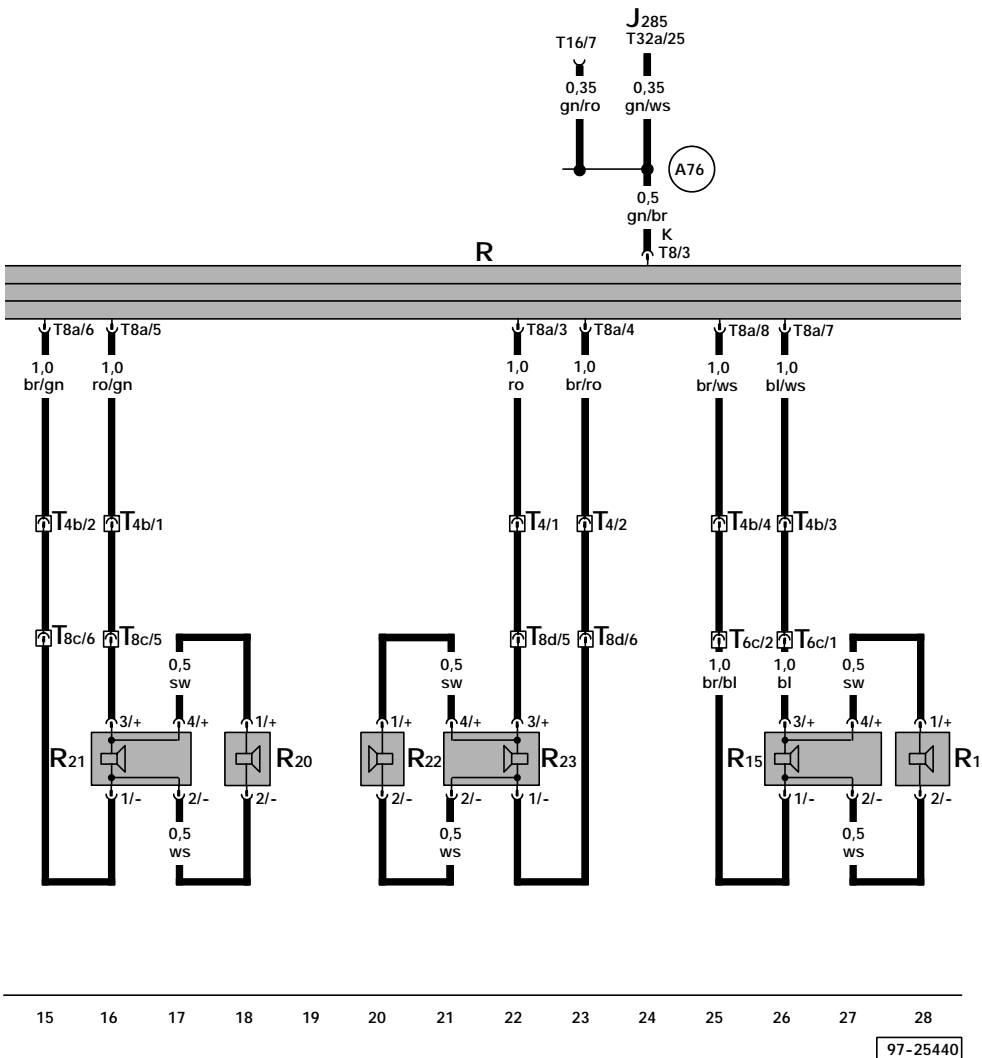 J285
T16/7 T32a/25
0,35 0,35
gn/ro gn/ws
A76
0,5
gn/br
K
R T8/3
T8a/6 T8a/5 T8a/3 T8a/4 T8a/8 T8a/7
1,0 1,0 1,0 1,0 1,0 1,0
br/gn ro/gn ro br/ro br/ws bl/ws
T4b/2 T4b/1 T4/1 T4/2 T4b/4 T4b/3
T8c/6 T8c/5 T8d/5 T8d/6 T6c/2 T6c/1
0,5 0,5 1,0 1,0 0,5
sw sw br/bl bl sw
3/+ 4/+ 1/+ 1/+ 4/+ 3/+ 3/+ 4/+ 1/+
R21 R20 R22 R23 R15 R1
1/- 2/- 2/- 2/- 2/- 1/- 1/- 2/- 2/-
0,5 0,5 0,5
ws ws ws
15 16 17 18 19 20 21 22 23 24 25 26 27 28
97-25440